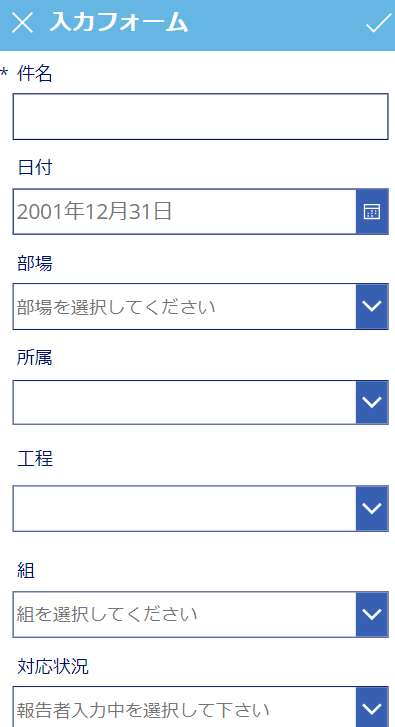 入力フォーム
* 件名
日付
2001年12月31日
部場
部場を選択してください
所属
工程
組
組を選択してください
対応状況
報告者入力中を選択して下さい